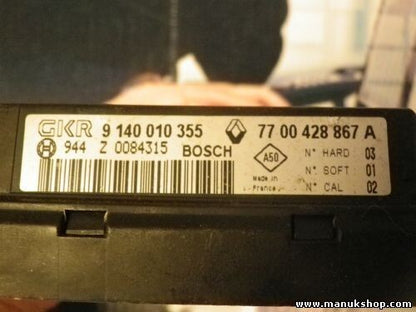 GKR 9 140 010 355 77 00 428 867 A
944 Z 0084315 BOSCH A50 N° HARD 03
Made in N° SOFT 01
France N° CAL 02
www.manukshop.com